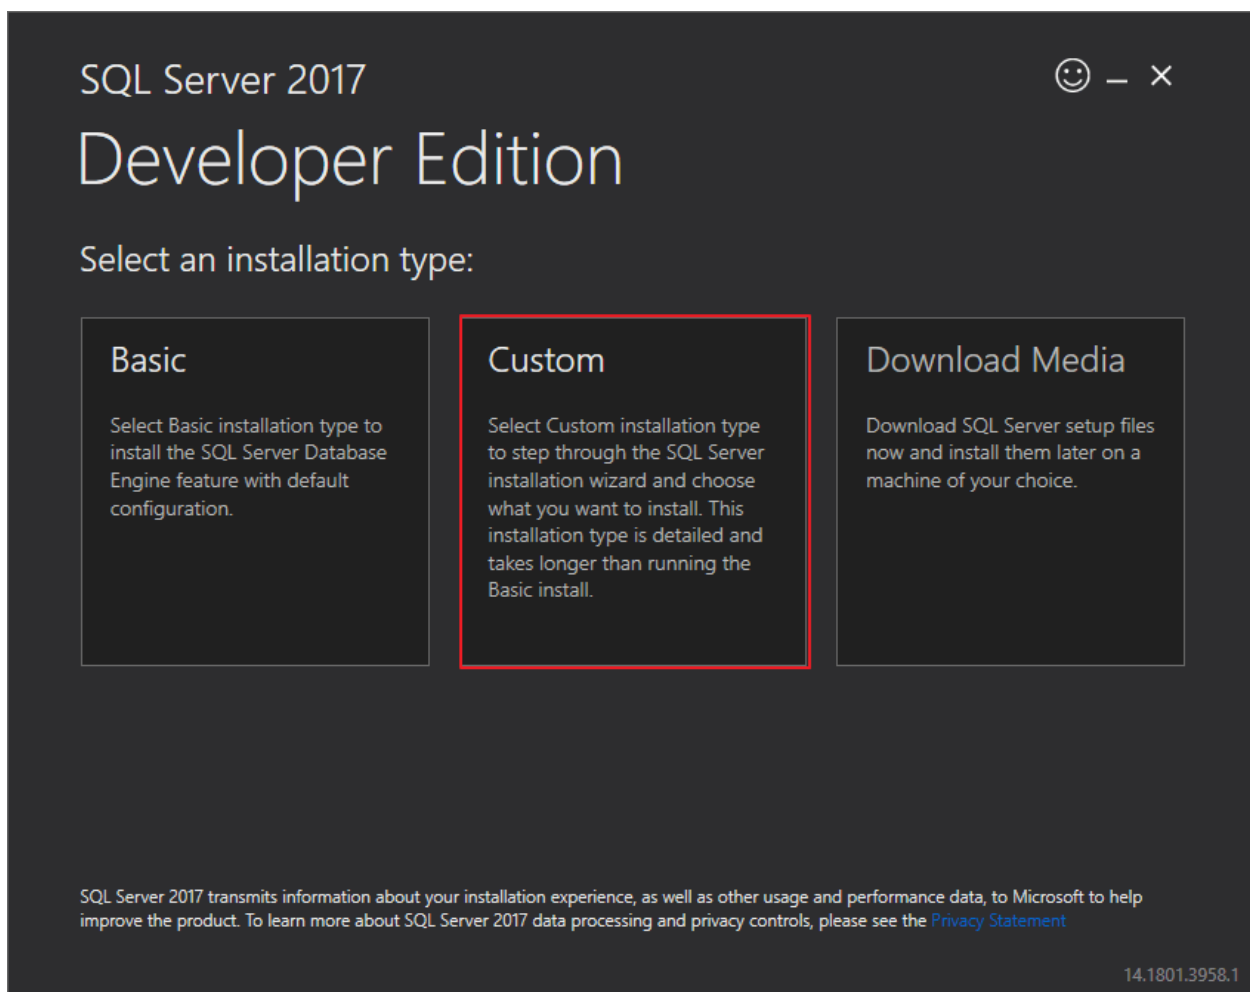 SQL Server 2017
Developer Edition
Select an installation type:
Basic
Select Basic installation type to
install the SQL Server Database
Engine feature with default
configuration.
Custom
Select Custom installation type
to step through the SQL Server
installation wizard and choose
what you want to install. This
installation type is detailed and
takes longer than running the
Basic install.
Download Media
Download SQL Server setup files
now and install them later on a
machine of your choice.
SQL Server 2017 transmits information about your installation experience, as well as other usage and performance data, to Microsoft to help
improve the product. To learn more about SQL Server 2017 data processing and privacy controls, please see the Privacy Statement
14.1801.3958.1